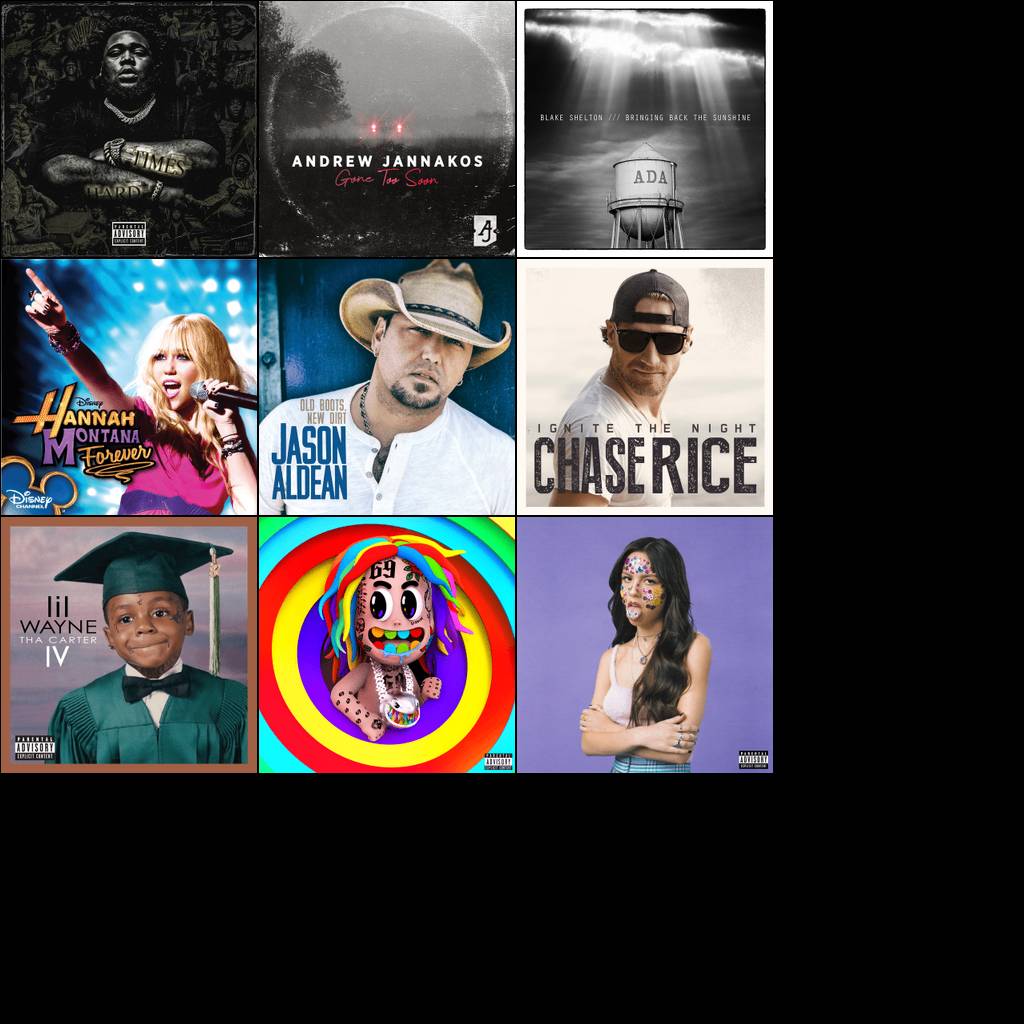 TIMES
HARD
PARENTAL
ADVISORY
EXPLICIT CONTENT
ANDREW JANNAKOS
Gone Too Soon
AJ
BLAKE SHELTON /// BRINGING BACK THE SUNSHINE
ADA
Disney
HANNAH
MONTANA
Forever
Disney
CHANNEL
OLD BOOTS,
NEW DIRT
JASON
ALDEAN
IGNITE THE NIGHT
CHASE RICE
lil
WAYNE
THA CARTER
IV
PARENTAL
ADVISORY
EXPLICIT CONTENT
69
PARENTAL
ADVISORY
EXPLICIT CONTENT
PARENTAL
ADVISORY
EXPLICIT CONTENT